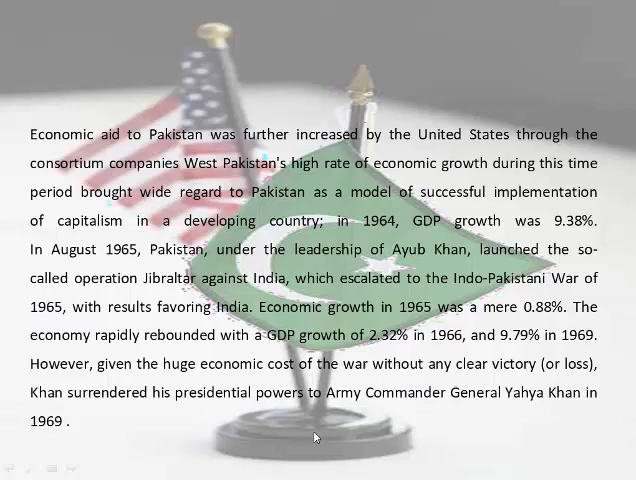 Economic aid to Pakistan was further increased by the United States through the
consortium companies West Pakistan's high rate of economic growth during this time
period brought wide regard to Pakistan as a model of successful implementation
of capitalism in a developing country; in 1964, GDP growth was 9.38%.
In August 1965, Pakistan, under the leadership of Ayub Khan, launched the so-
called operation Jibraltar against India, which escalated to the Indo-Pakistani War of
1965, with results favoring India. Economic growth in 1965 was a mere 0.88%. The
economy rapidly rebounded with a GDP growth of 2.32% in 1966, and 9.79% in 1969.
However, given the huge economic cost of the war without any clear victory (or loss),
Khan surrendered his presidential powers to Army Commander General Yahya Khan in
1969 .